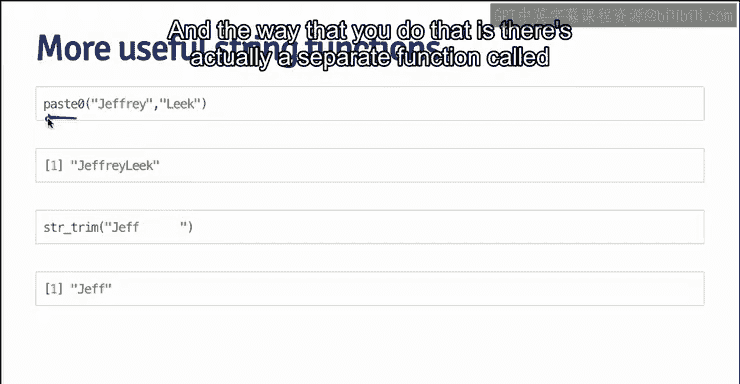 And the way that you do that is there's
actually a separate function called
More useful string functions
paste0("Jeffrey","Leek")
[1] "JeffreyLeek"
str_trim("Jeff      ")
[1] "Jeff"